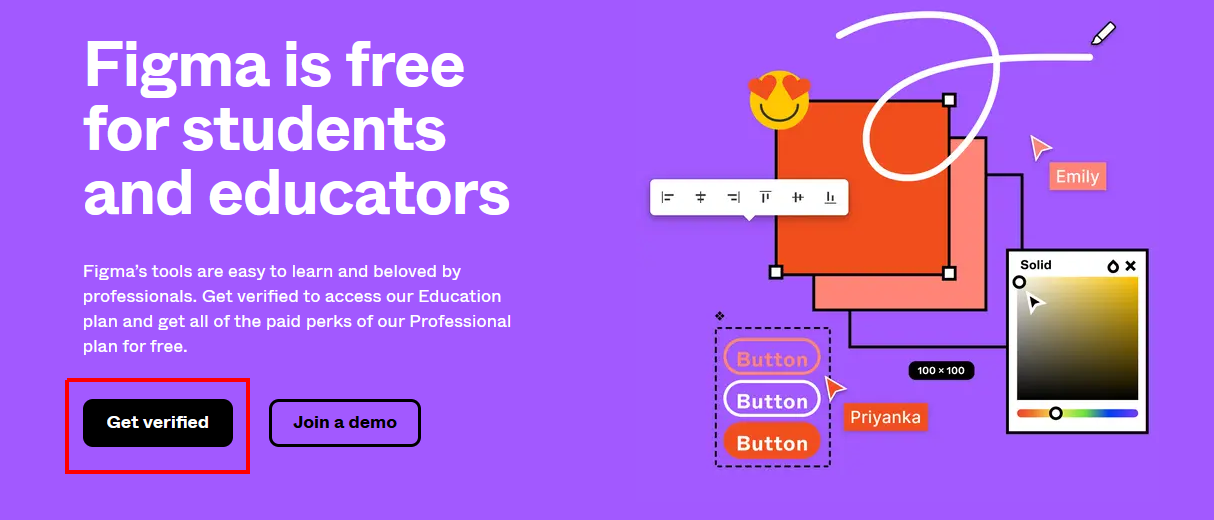 Figma is free
for students
and educators
Figma’s tools are easy to learn and beloved by
professionals. Get verified to access our Education
plan and get all of the paid perks of our Professional
plan for free.
Get verified
Join a demo
Emily
Solid
100 × 100
Button
Button
Button
Priyanka